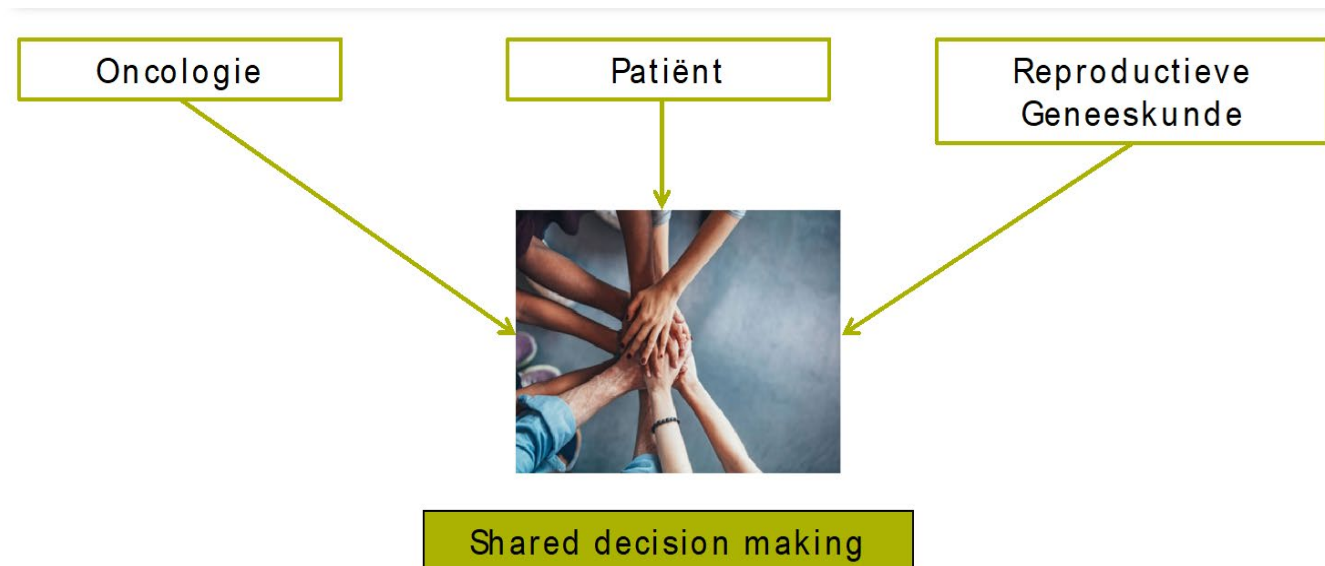 Oncologie
Patiënt
Reproductieve
Geneeskunde
Shared decision making